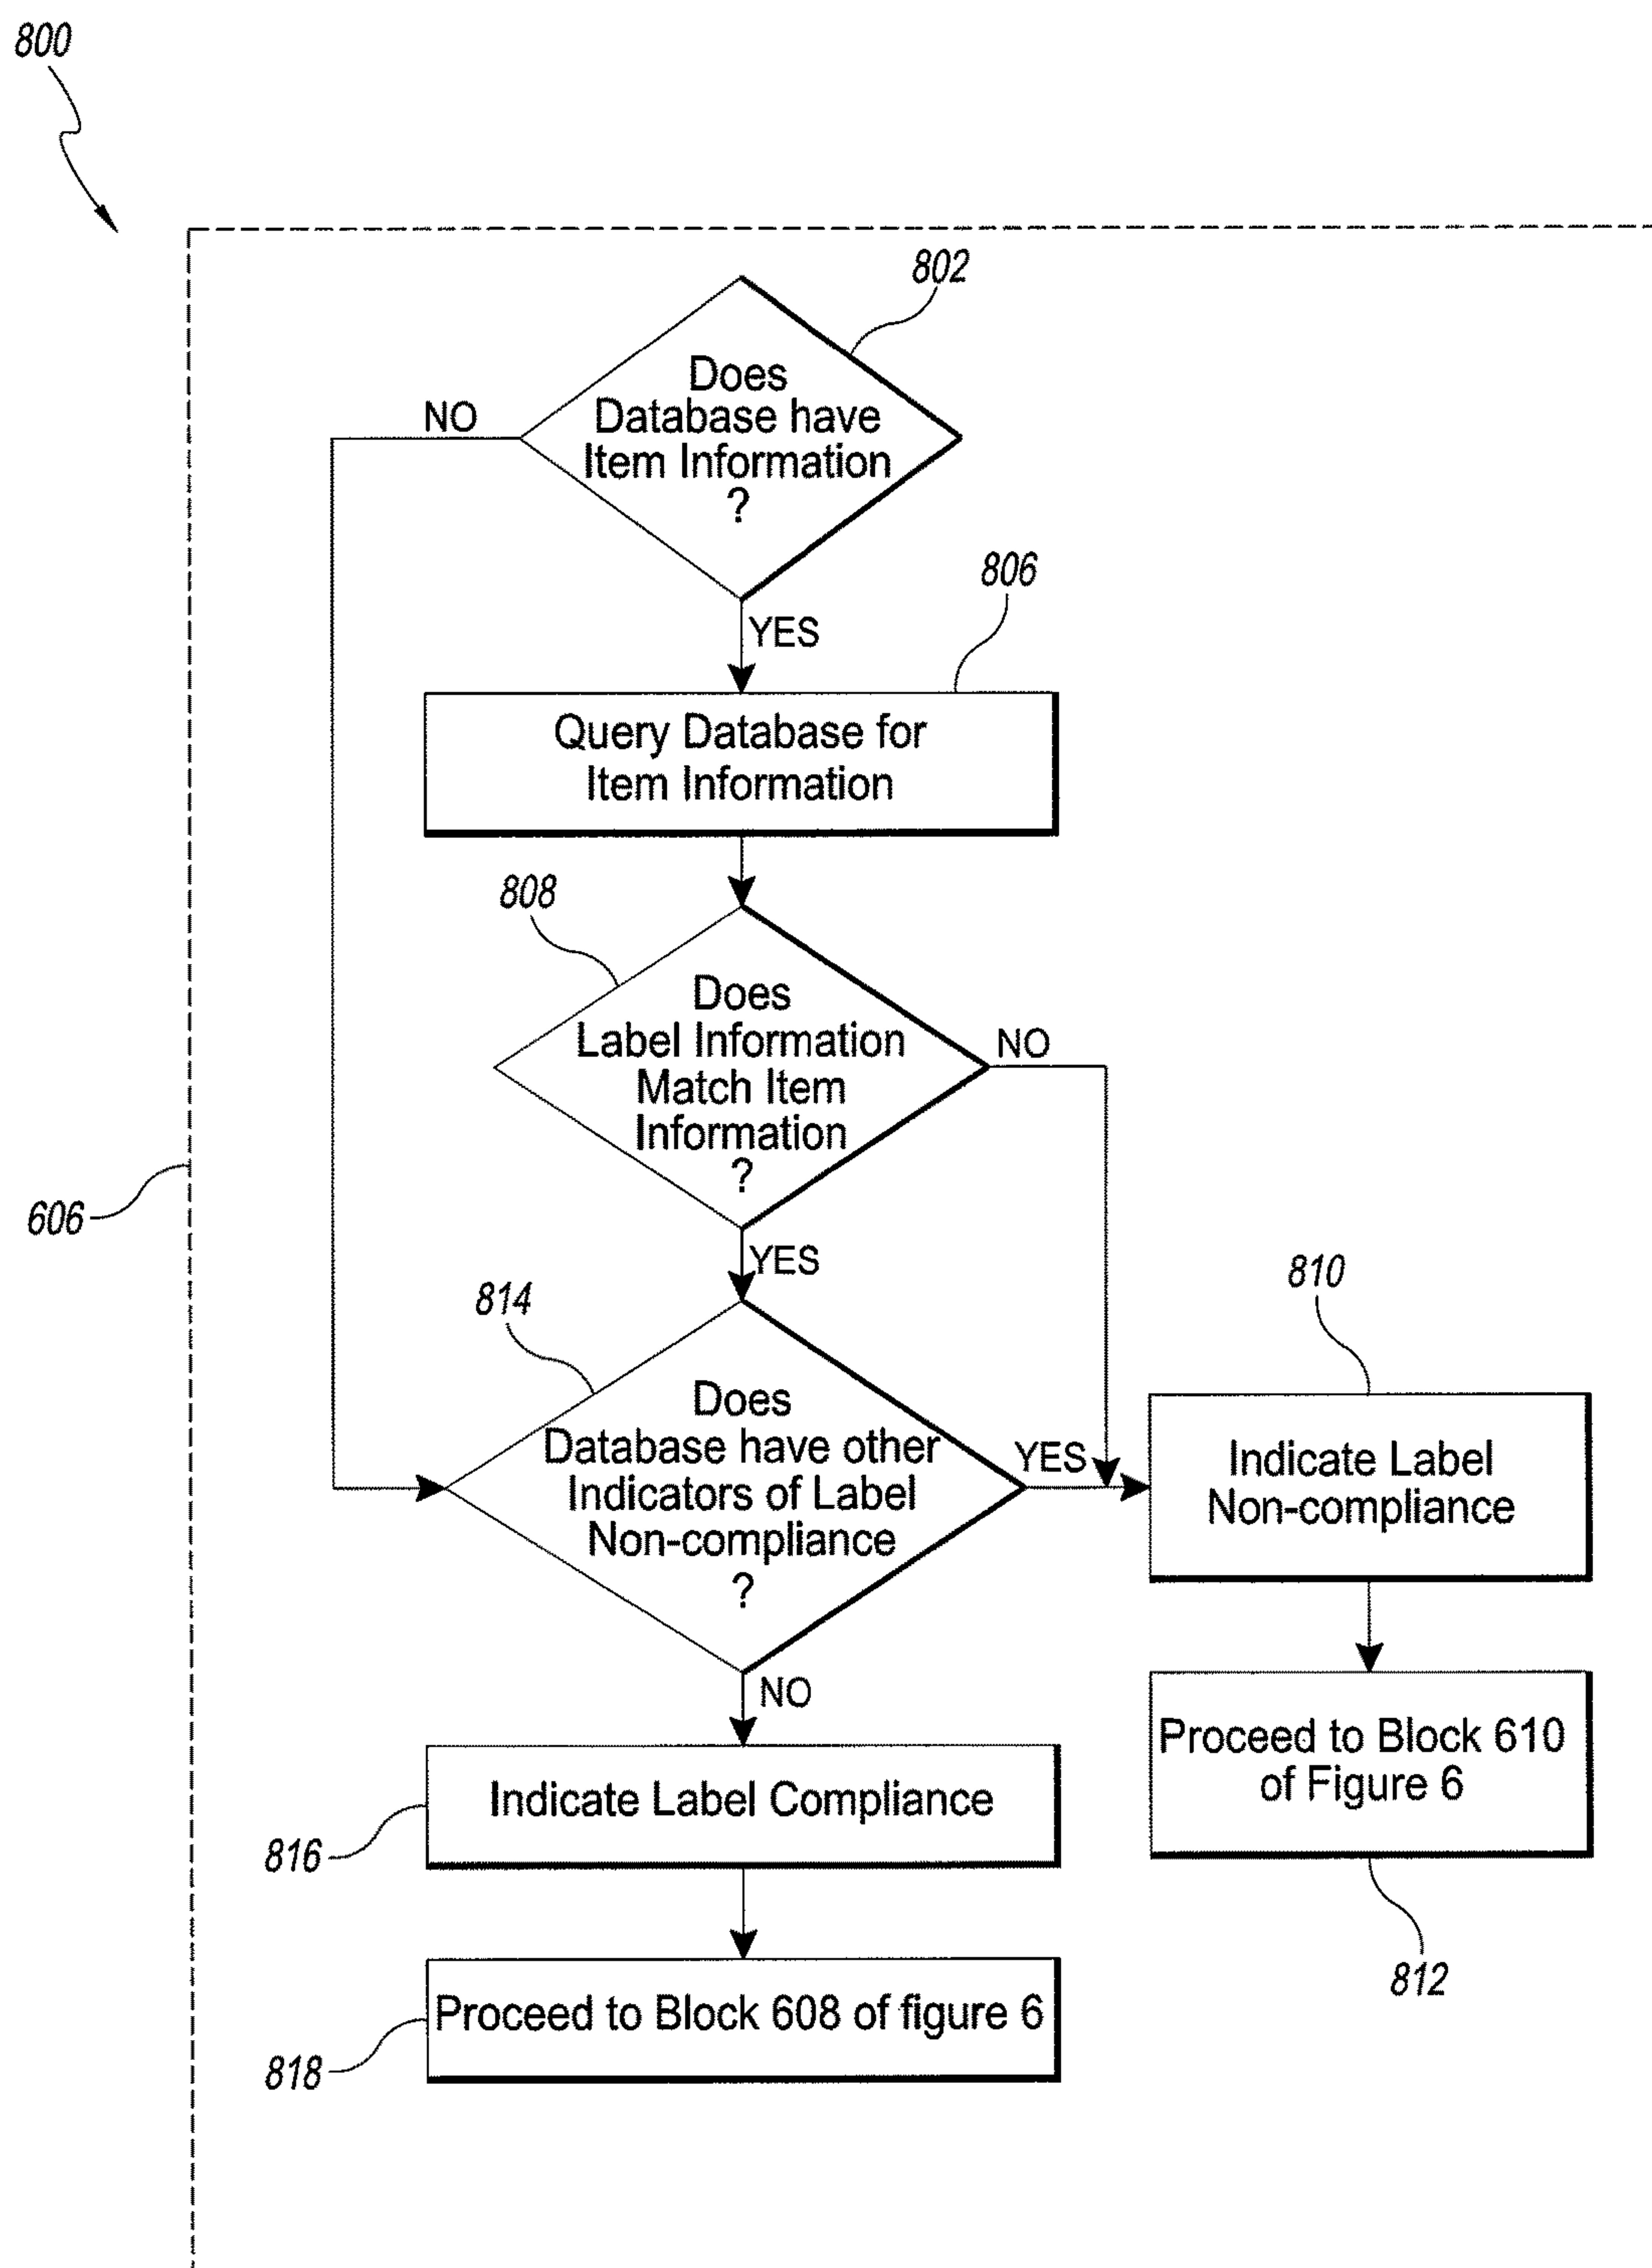 800
802
Does
Database have
Item Information
?
NO
YES
806
Query Database for
Item Information
808
Does
Label Information
Match Item
Information
?
NO
YES
606
814
Does
Database have other
Indicators of Label
Non-compliance
?
YES
NO
810
Indicate Label
Non-compliance
Proceed to Block 610
of Figure 6
812
Indicate Label Compliance
816
Proceed to Block 608 of figure 6
818